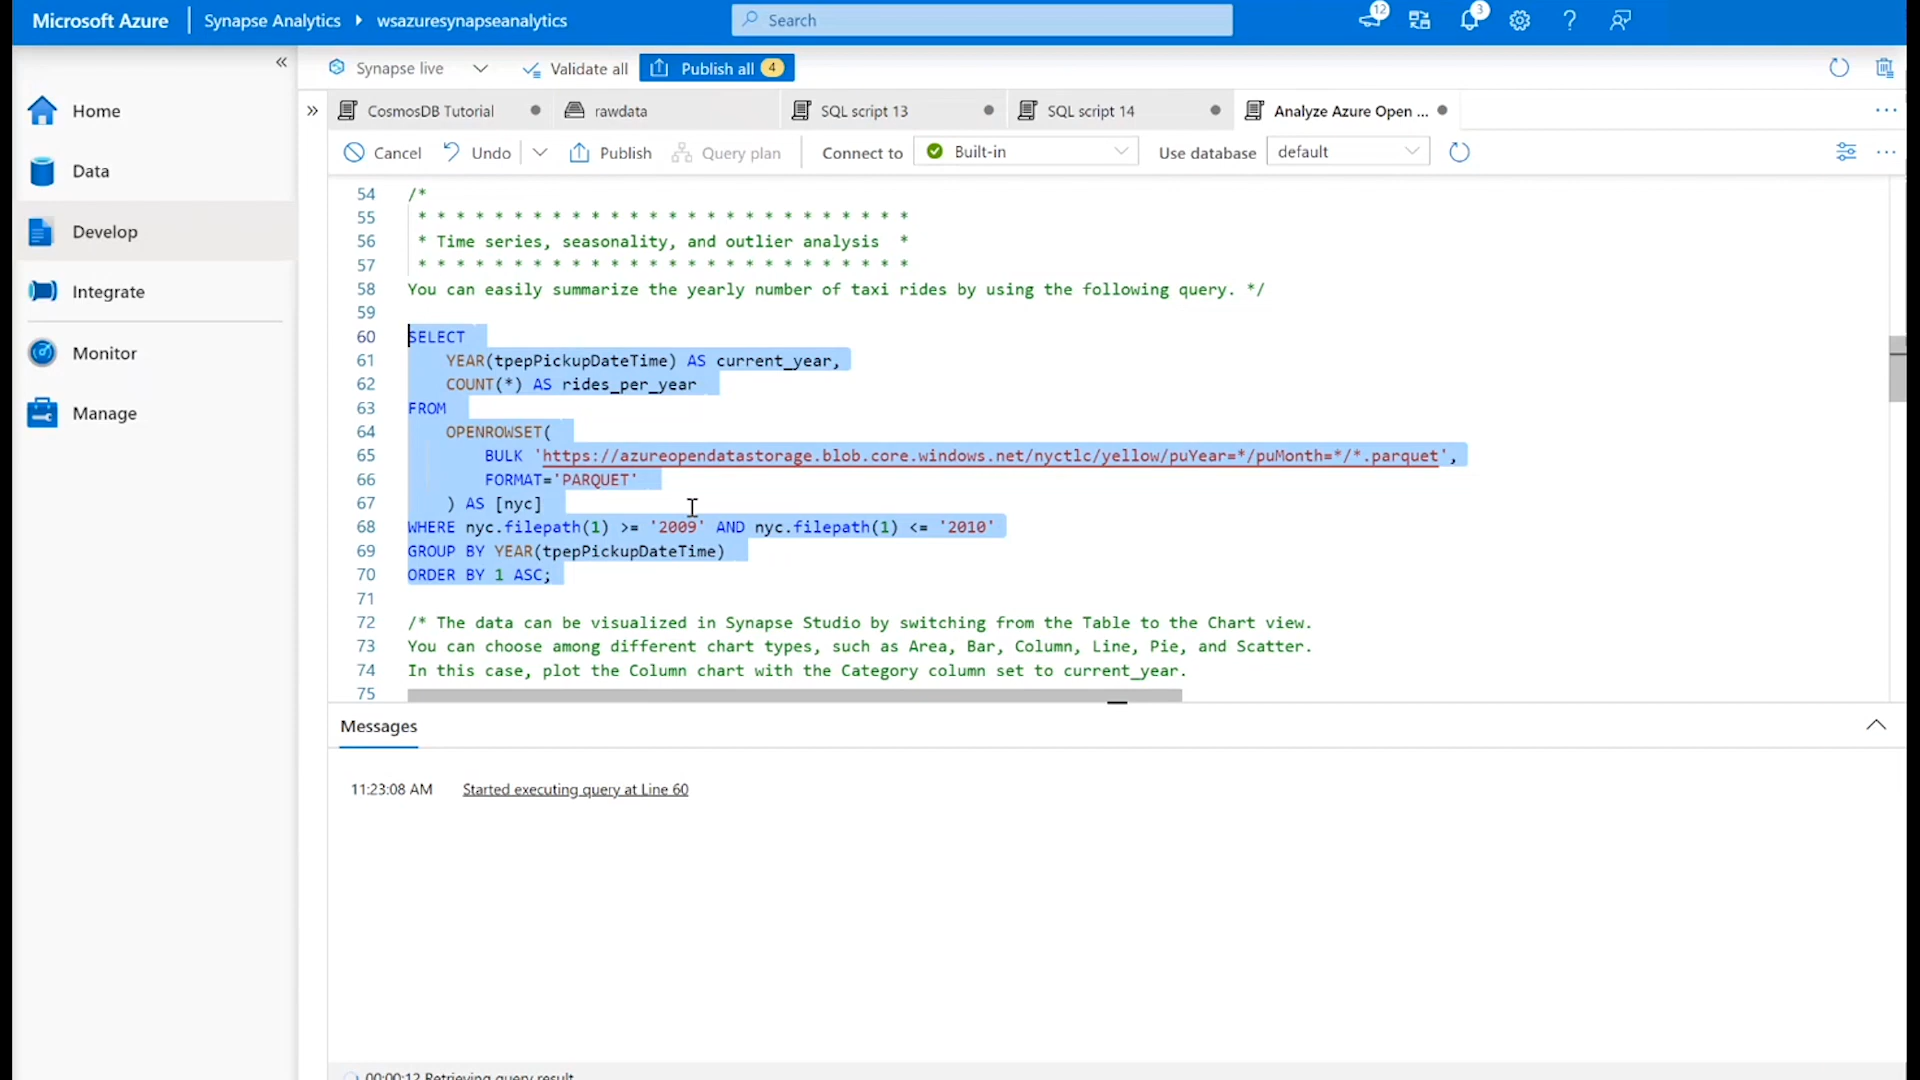 Microsoft Azure Synapse Analytics wsazuresynapseanalytics Search 12 3
Synapse live Validate all Publish all 4
CosmosDB Tutorial rawdata SQL script 13 SQL script 14 Analyze Azure Open ...
Cancel Undo Publish Query plan Connect to Built-in Use database default
Home
Data
Develop
Integrate
Monitor
Manage
54 /*
55 * * * * * * * * * * * * * * * * * * * * * * * * * *
56 * Time series, seasonality, and outlier analysis *
57 * * * * * * * * * * * * * * * * * * * * * * * * * *
58 You can easily summarize the yearly number of taxi rides by using the following query. */
59
60 SELECT
61 YEAR(tpepPickupDateTime) AS current_year,
62 COUNT(*) AS rides_per_year
63 FROM
64 OPENROWSET(
65 BULK 'https://azureopendatastorage.blob.core.windows.net/nyctlc/yellow/puYear=*/puMonth=*/*.parquet',
66 FORMAT='PARQUET'
67 ) AS [nyc]
68 WHERE nyc.filepath(1) >= '2009' AND nyc.filepath(1) <= '2010'
69 GROUP BY YEAR(tpepPickupDateTime)
70 ORDER BY 1 ASC;
71
72 /* The data can be visualized in Synapse Studio by switching from the Table to the Chart view.
73 You can choose among different chart types, such as Area, Bar, Column, Line, Pie, and Scatter.
74 In this case, plot the Column chart with the Category column set to current_year.
75
Messages
11:23:08 AM Started executing query at Line 60
00:00:12 Retrieving query result